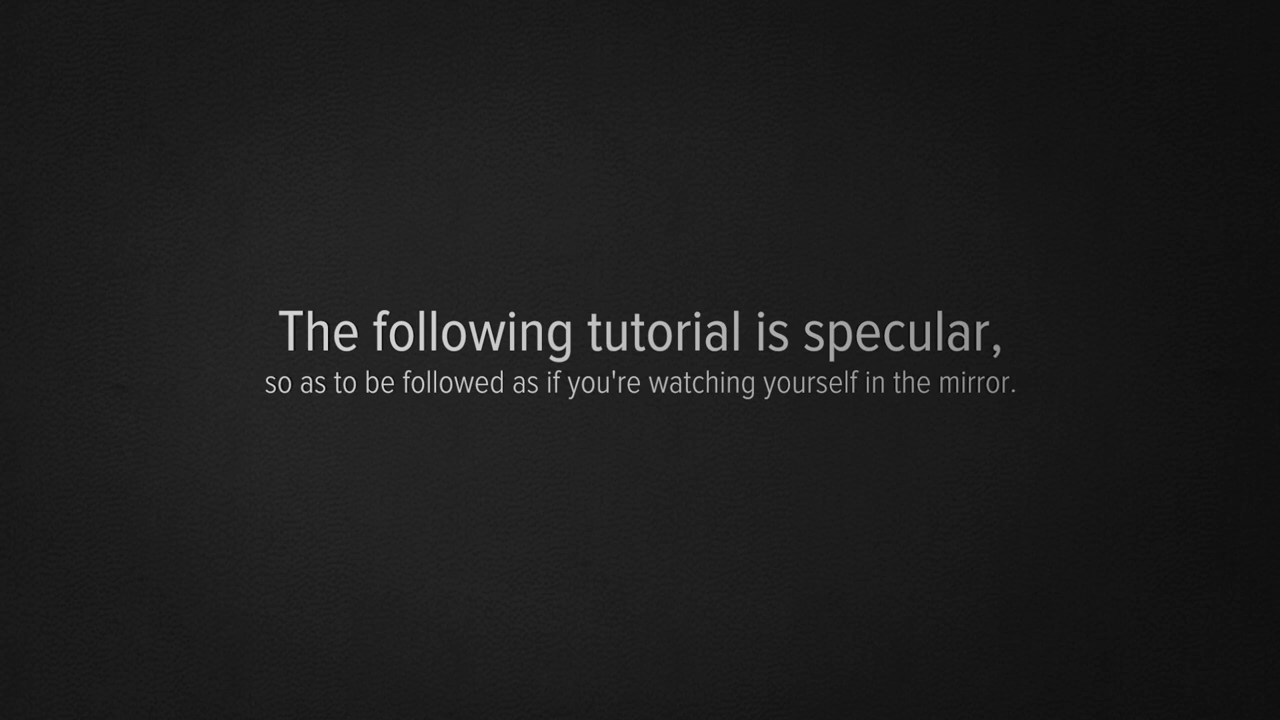 The following tutorial is specular,
so as to be followed as if you're watching yourself in the mirror.